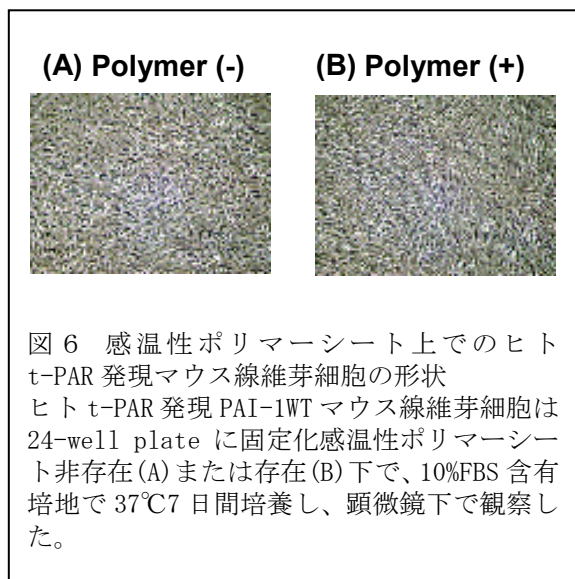 (A) Polymer (-) (B) Polymer (+)
図6 感温性ポリマーシート上でのヒト
t-PAR 発現マウス線維芽細胞の形状
ヒト t-PAR 発現 PAI-1WT マウス線維芽細胞は
24-well plate に固定化感温性ポリマーシー
ト非存在(A)または存在(B)下で、10%FBS 含有
培地で 37℃7 日間培養し、顕微鏡下で観察し
た。